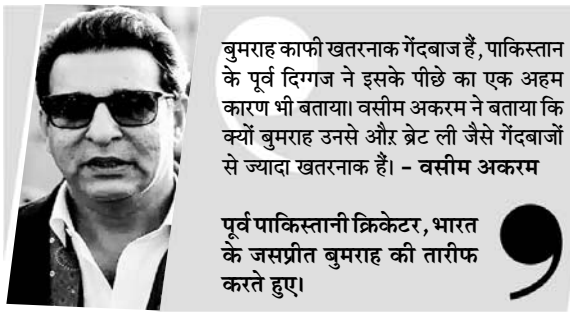 बुमराह काफी खतरनाक गेंदबाज हैं,पाकिस्तान
के पूर्व दिग्गज ने इसके पीछे का एक अहम
कारण भी बताया। वसीम अकरम ने बताया कि
क्यों बुमराह उनसे औऱ ब्रेट ली जैसे गेंदबाजों
से ज्यादा खतरनाक हैं। – वसीम अकरम
पूर्व पाकिस्तानी क्रिकेटर,भारत
के जसप्रीत बुमराह की तारीफ
करते हुए।